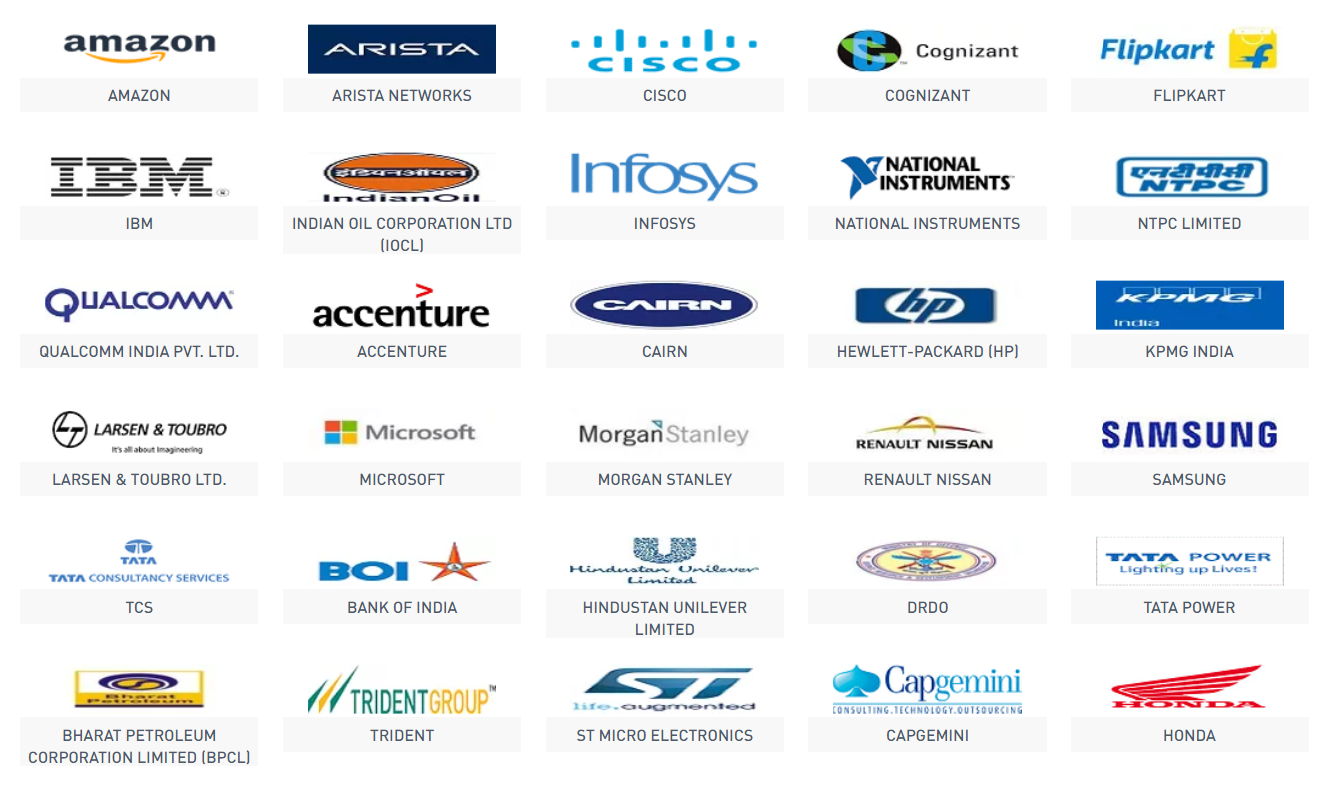 amazon
AMAZON
ARISTA
ARISTA NETWORKS
CISCO
CISCO
Cognizant
COGNIZANT
Flipkart f
FLIPKART
IBM
IBM
इंडियनऑयल
IndianOil
INDIAN OIL CORPORATION LTD
(IOCL)
Infosys
INFOSYS
NATIONAL
INSTRUMENTS™
NATIONAL INSTRUMENTS
एनटीपीसी
NTPC
NTPC LIMITED
QUALCOMM®
QUALCOMM INDIA PVT. LTD.
accenture
ACCENTURE
CAIRN
CAIRN
hp
HEWLETT-PACKARD (HP)
KPMG
India
KPMG INDIA
LARSEN & TOUBRO
It's all about Imagineering
LARSEN & TOUBRO LTD.
Microsoft
MICROSOFT
Morgan Stanley
MORGAN STANLEY
RENAULT NISSAN
RENAULT NISSAN
SAMSUNG
SAMSUNG
TATA
TATA CONSULTANCY SERVICES
TCS
BOI
BANK OF INDIA
Hindustan Unilever
Limited
HINDUSTAN UNILEVER
LIMITED
DRDO
TATA POWER
Lighting up Lives!
TATA POWER
Bharat
Petroleum
BHARAT PETROLEUM
CORPORATION LIMITED (BPCL)
TRIDENTGROUP™
TRIDENT
ST
life.augmented
ST MICRO ELECTRONICS
Capgemini
CONSULTING.TECHNOLOGY.OUTSOURCING
CAPGEMINI
HONDA
HONDA